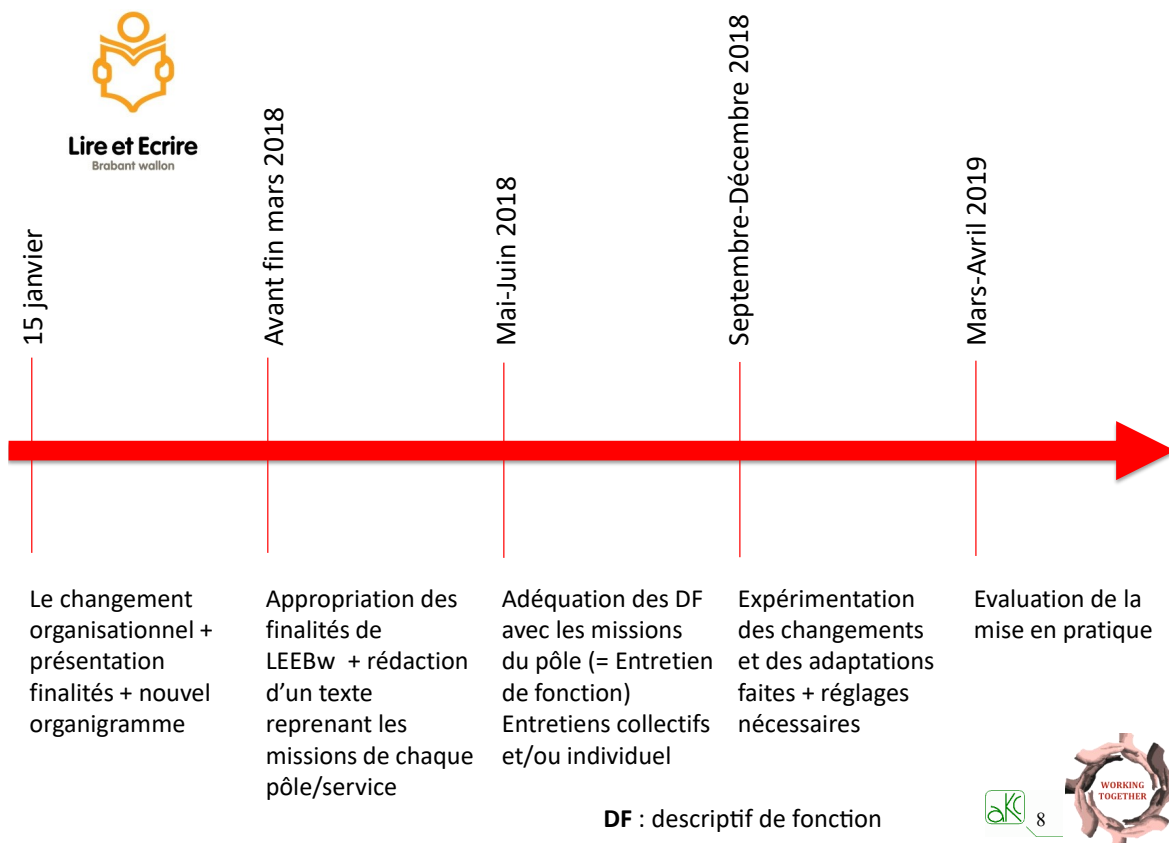 Lire et Ecrire
Brabant wallon
15 janvier
Avant fin mars 2018
Mai-Juin 2018
Septembre-Décembre 2018
Mars-Avril 2019
Le changement
organisationnel +
présentation
finalités + nouvel
organigramme
Appropriation des
finalités de
LEEBw + rédaction
d’un texte
reprenant les
missions de chaque
pôle/service
Adéquation des DF
avec les missions
du pôle (= Entretien
de fonction)
Entretiens collectifs
et/ou individuel
Expérimentation
des changements
et des adaptations
faites + réglages
nécessaires
Evaluation de la
mise en pratique
DF : descriptif de fonction
aKC
8
WORKING
TOGETHER